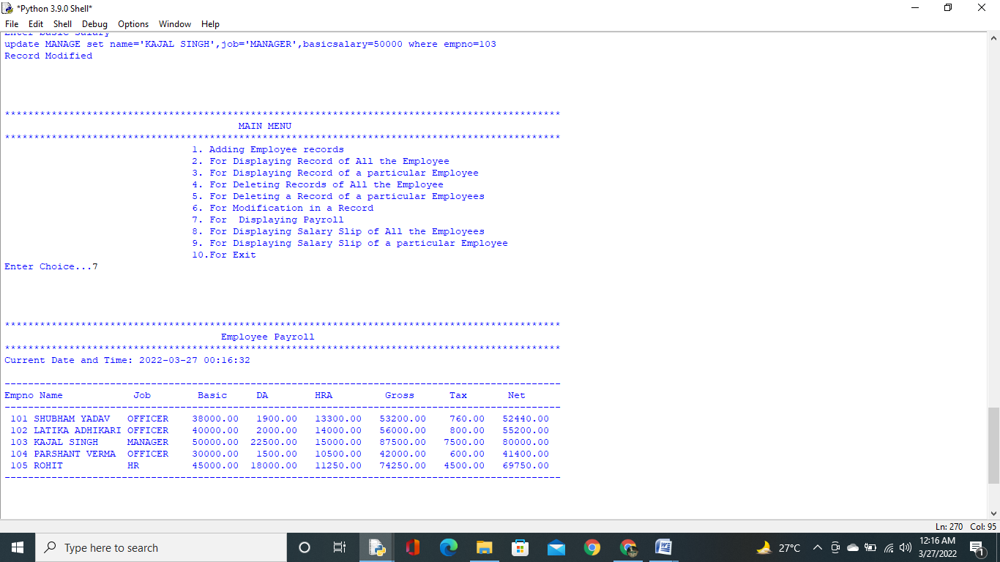 *Python 3.9.0 Shell*
File Edit Shell Debug Options Window Help
Enter basic salary
update MANAGE set name='KAJAL SINGH',job='MANAGER',basicsalary=50000 where empno=103
Record Modified
***********************************************************************************************
MAIN MENU
***********************************************************************************************
1. Adding Employee records
2. For Displaying Record of All the Employee
3. For Displaying Record of a particular Employee
4. For Deleting Records of All the Employee
5. For Deleting a Record of a particular Employees
6. For Modification in a Record
7. For  Displaying Payroll
8. For Displaying Salary Slip of All the Employees
9. For Displaying Salary Slip of a particular Employee
10.For Exit
Enter Choice...7
***********************************************************************************************
Employee Payroll
***********************************************************************************************
Current Date and Time: 2022-03-27 00:16:32
-----------------------------------------------------------------------------------------------
Empno Name            Job        Basic     DA        HRA         Gross      Tax       Net
-----------------------------------------------------------------------------------------------
101 SHUBHAM YADAV   OFFICER    38000.00   1900.00   13300.00   53200.00    760.00   52440.00
102 LATIKA ADHIKARI OFFICER    40000.00   2000.00   14000.00   56000.00    800.00   55200.00
103 KAJAL SINGH     MANAGER    50000.00  22500.00   15000.00   87500.00   7500.00   80000.00
104 PARSHANT VERMA  OFFICER    30000.00   1500.00   10500.00   42000.00    600.00   41400.00
105 ROHIT           HR         45000.00  18000.00   11250.00   74250.00   4500.00   69750.00
-----------------------------------------------------------------------------------------------
Ln: 270 Col: 95
Type here to search
27°C
12:16 AM
3/27/2022
1